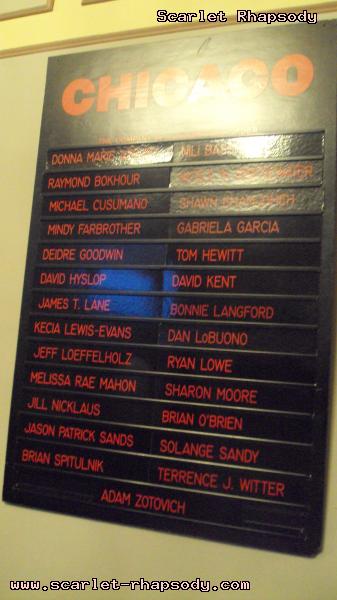 Scarlet Rhapsody
CHICAGO
DONNA MARIE
RAYMOND BOKHOUR
MICHAEL CUSUMANO SHAWN
MINDY FARBROTHER GABRIELA GARCIA
DEIDRE GOODWIN TOM HEWITT
DAVID HYSLOP DAVID KENT
JAMES T. LANE BONNIE LANGFORD
KECIA LEWIS-EVANS DAN LoBUONO
JEFF LOEFFELHOLZ RYAN LOWE
MELISSA RAE MAHON SHARON MOORE
JILL NICKLAUS BRIAN O'BRIEN
JASON PATRICK SANDS SOLANGE SANDY
BRIAN SPITULNIK TERRENCE J. WITTER
ADAM ZOTOVICH
www.scarlet-rhapsody.com